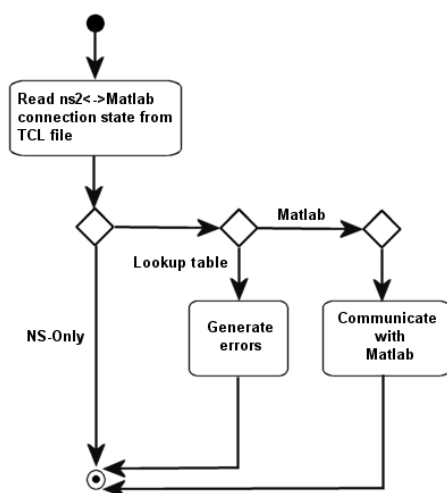 Read ns2<->Matlab
connection state from
TCL file
Matlab
Lookup table
NS-Only
Generate
errors
Communicate
with
Matlab